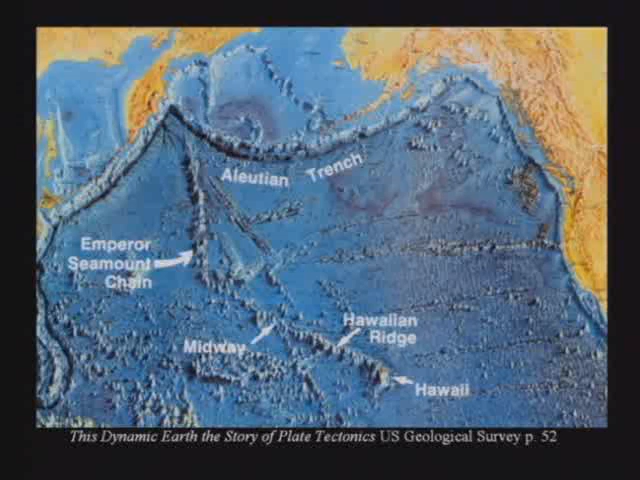 Aleutian Trench
Emperor
Seamount
Chain
Hawaiian
Ridge
Midway
Hawaii
This Dynamic Earth the Story of Plate Tectonics US Geological Survey p. 52